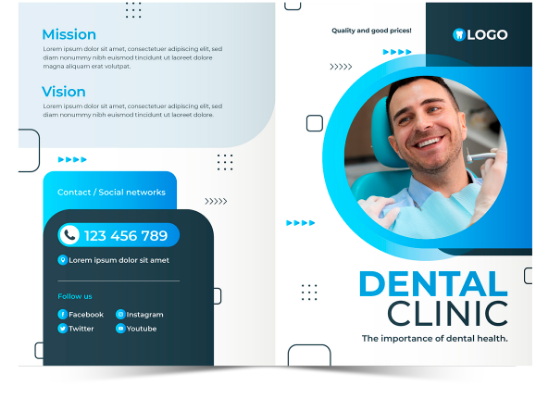 Mission
Lorem ipsum dolor sit amet, consectetuer adipiscing elit, sed
diam nonummy nibh euismod tincidunt ut laoreet dolore
magna aliquam erat volutpat.
Vision
Lorem ipsum dolor sit amet, consectetuer adipiscing elit, sed
diam nonummy nibh euismod tincidunt ut laoreet dolore.
Contact / Social networks
123 456 789
Lorem ipsum dolor sit amet
Follow us
Facebook
Instagram
Twitter
Youtube
Quality and good prices!
LOGO
DENTAL
CLINIC
The importance of dental health.